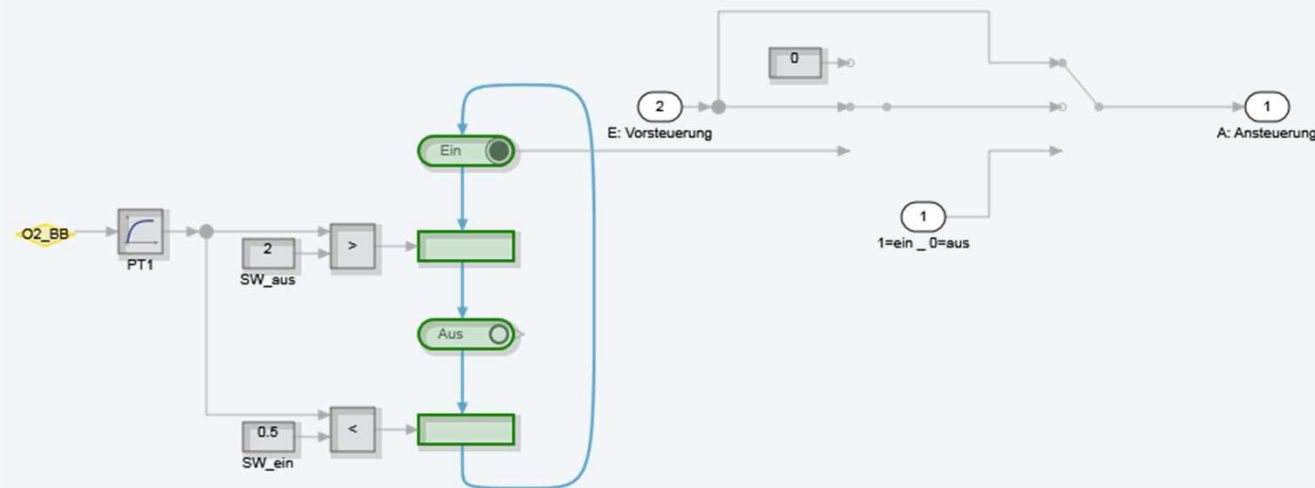 0
2
E: Vorsteuerung
1
A: Ansteuerung
Ein
1
1=ein _ 0=aus
O2_BB
PT1
2
SW_aus
>
Aus
0.5
SW_ein
<